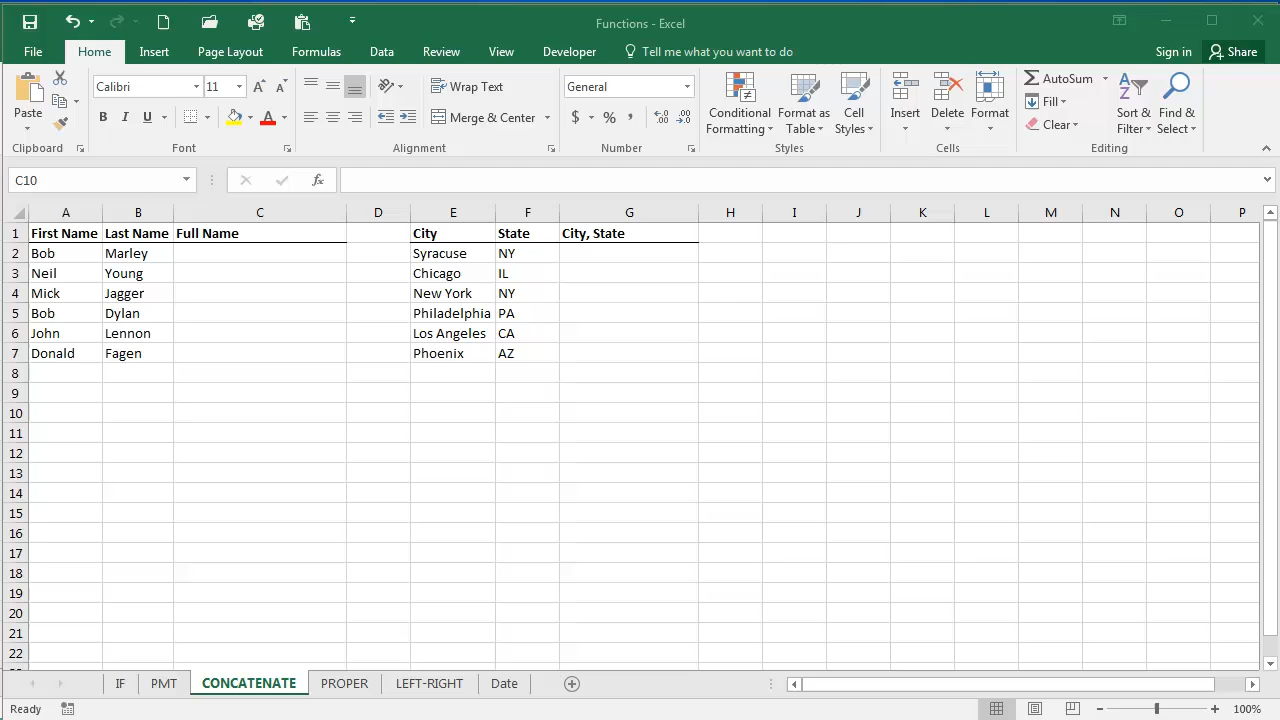 Functions - Excel
File Home Insert Page Layout Formulas Data Review View Developer Tell me what you want to do Sign in Share
Paste
Clipboard
Calibri 11
B I U A
Font
Wrap Text
Merge & Center
Alignment
General
$ % ,
Number
Conditional Formatting
Format as Table
Cell Styles
Styles
Insert Delete Format
Cells
AutoSum
Fill
Clear
Sort & Filter
Find & Select
Editing
C10 fx
A B C D E F G H I J K L M N O P
1 First Name Last Name Full Name City State City, State
2 Bob Marley Syracuse NY
3 Neil Young Chicago IL
4 Mick Jagger New York NY
5 Bob Dylan Philadelphia PA
6 John Lennon Los Angeles CA
7 Donald Fagen Phoenix AZ
8
9
10
11
12
13
14
15
16
17
18
19
20
21
22
IF PMT CONCATENATE PROPER LEFT-RIGHT Date
Ready 100%